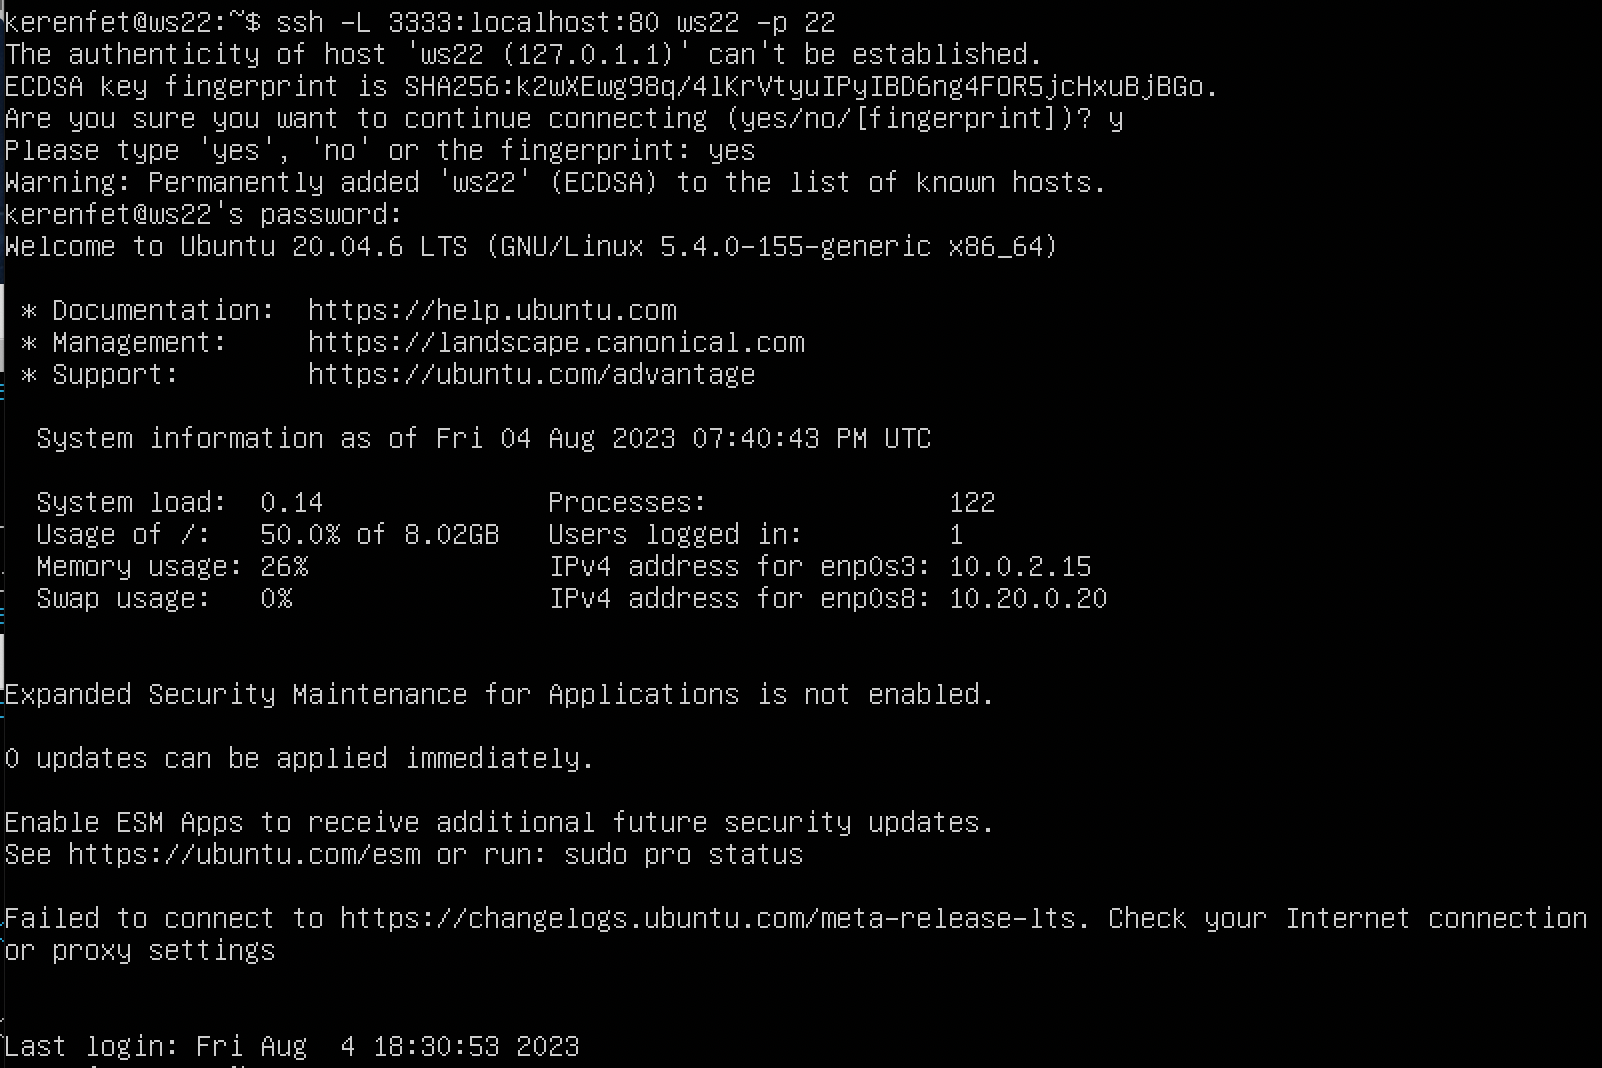 kerenfet@ws22:~$ ssh -L 3333:localhost:80 ws22 -p 22
The authenticity of host 'ws22 (127.0.1.1)' can't be established.
ECDSA key fingerprint is SHA256:k2wXEwg98q/4lKrVtyuIPyIBD6ng4FOR5jcHxuBjBGo.
Are you sure you want to continue connecting (yes/no/[fingerprint])? y
Please type 'yes', 'no' or the fingerprint: yes
Warning: Permanently added 'ws22' (ECDSA) to the list of known hosts.
kerenfet@ws22's password:
Welcome to Ubuntu 20.04.6 LTS (GNU/Linux 5.4.0-155-generic x86_64)
* Documentation:  https://help.ubuntu.com
* Management:     https://landscape.canonical.com
* Support:        https://ubuntu.com/advantage
System information as of Fri 04 Aug 2023 07:40:43 PM UTC
System load:  0.14              Processes:               122
Usage of /:   50.0% of 8.02GB   Users logged in:         1
Memory usage: 26%               IPv4 address for enp0s3: 10.0.2.15
Swap usage:   0%                IPv4 address for enp0s8: 10.20.0.20
Expanded Security Maintenance for Applications is not enabled.
0 updates can be applied immediately.
Enable ESM Apps to receive additional future security updates.
See https://ubuntu.com/esm or run: sudo pro status
Failed to connect to https://changelogs.ubuntu.com/meta-release-lts. Check your Internet connection
or proxy settings
Last login: Fri Aug  4 18:30:53 2023